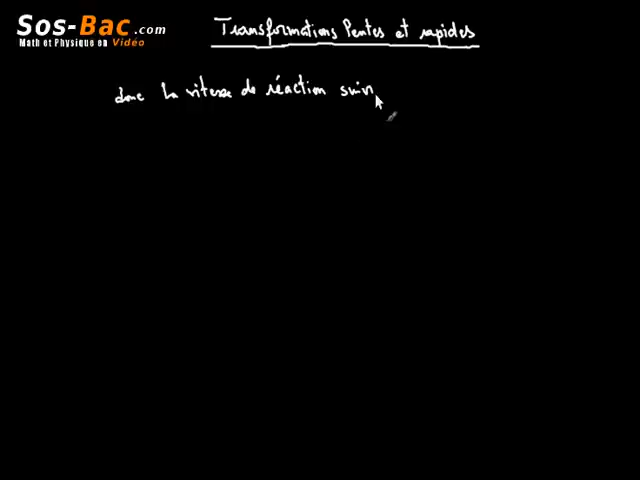 Sos-Bac.com
Math et Physique en Vidéo
Transformations lentes et rapides
donc la vitesse de réaction suiv